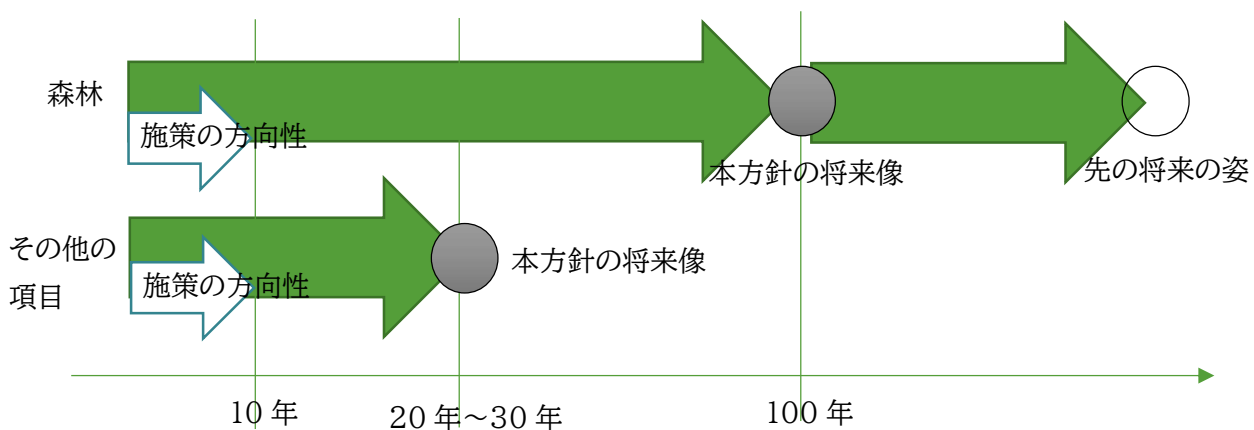 森林
施策の方向性
本方針の将来像
先の将来の姿
その他の
項目
施策の方向性
本方針の将来像
10 年
20 年～30 年
100 年